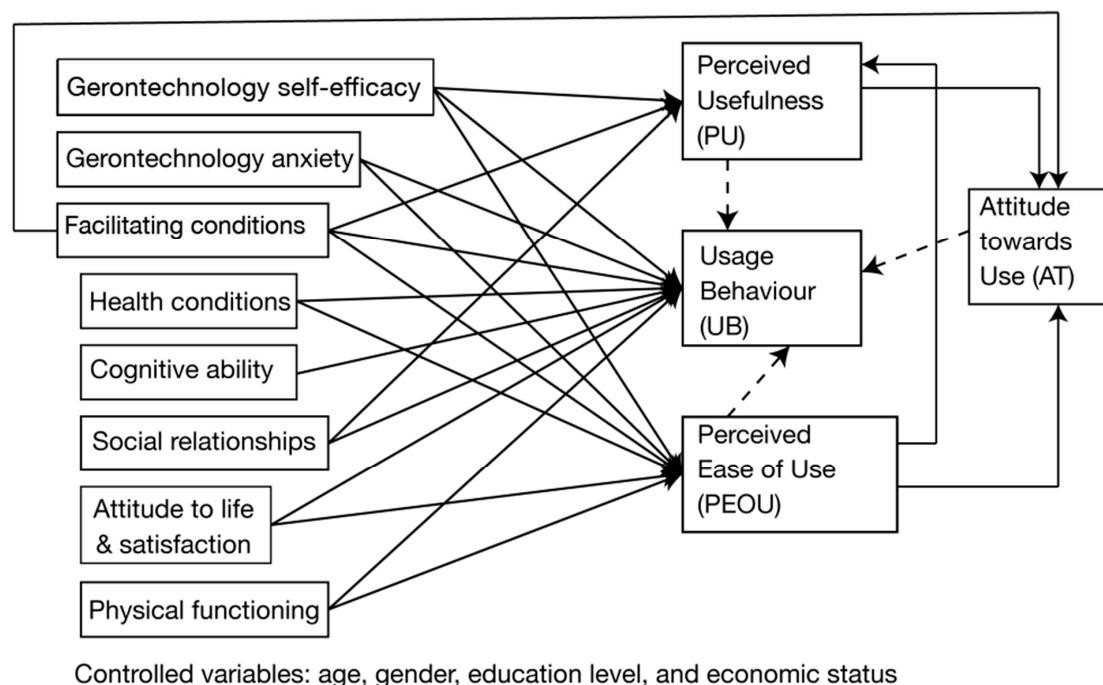 Gerontechnology self-efficacy
Gerontechnology anxiety
Facilitating conditions
Health conditions
Cognitive ability
Social relationships
Attitude to life
& satisfaction
Physical functioning
Perceived
Usefulness
(PU)
Usage
Behaviour
(UB)
Perceived
Ease of Use
(PEOU)
Attitude
towards
Use (AT)
Controlled variables: age, gender, education level, and economic status